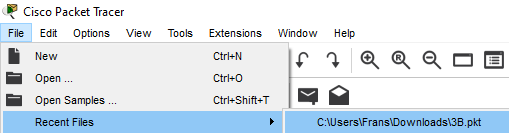 Cisco Packet Tracer
File Edit Options View Tools Extensions Window Help
New Ctrl+N
Open ... Ctrl+O
Open Samples ... Ctrl+Shift+T
Recent Files C:\Users\Frans\Downloads\3B.pkt